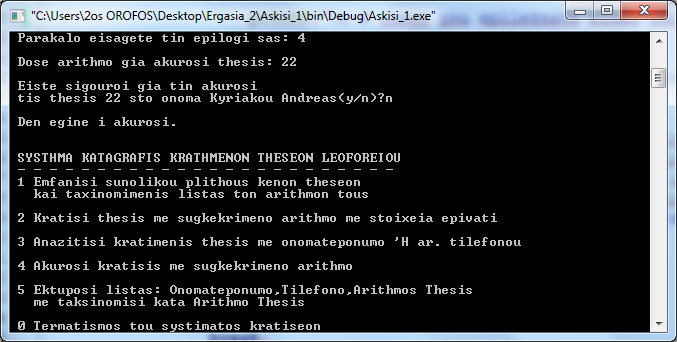 "C:\Users\2os OROFOS\Desktop\Ergasia_2\Askisi_1\bin\Debug\Askisi_1.exe"
Parakalo eisagete tin epilogi sas: 4
Dose arithmo gia akurosi thesis: 22
Eiste sigouroi gia tin akurosi
tis thesis 22 sto onoma Kyriakou Andreas(y/n)?n
Den egine i akurosi.
SYSTHMA KATAGRAFIS KRATHMENON THESEON LEOFOREIOU
- - - - - - - - - - - - - - - - - - - - - - - - -
1 Emfanisi sunolikou plithous kenon theseon
kai taxinomimenis listas ton arithmon tous
2 Kratisi thesis me sugkekrimeno arithmo me stoixeia epivati
3 Anazitisi kratimenis thesis me onomateponumo 'H ar. tilefonou
4 Akurosi kratisis me sugkekrimeno arithmo
5 Ektuposi listas: Onomateponumo,Tilefono,Arithmos Thesis
me taksinomisi kata Arithmo Thesis
0 Termatismos tou systimatos kratiseon